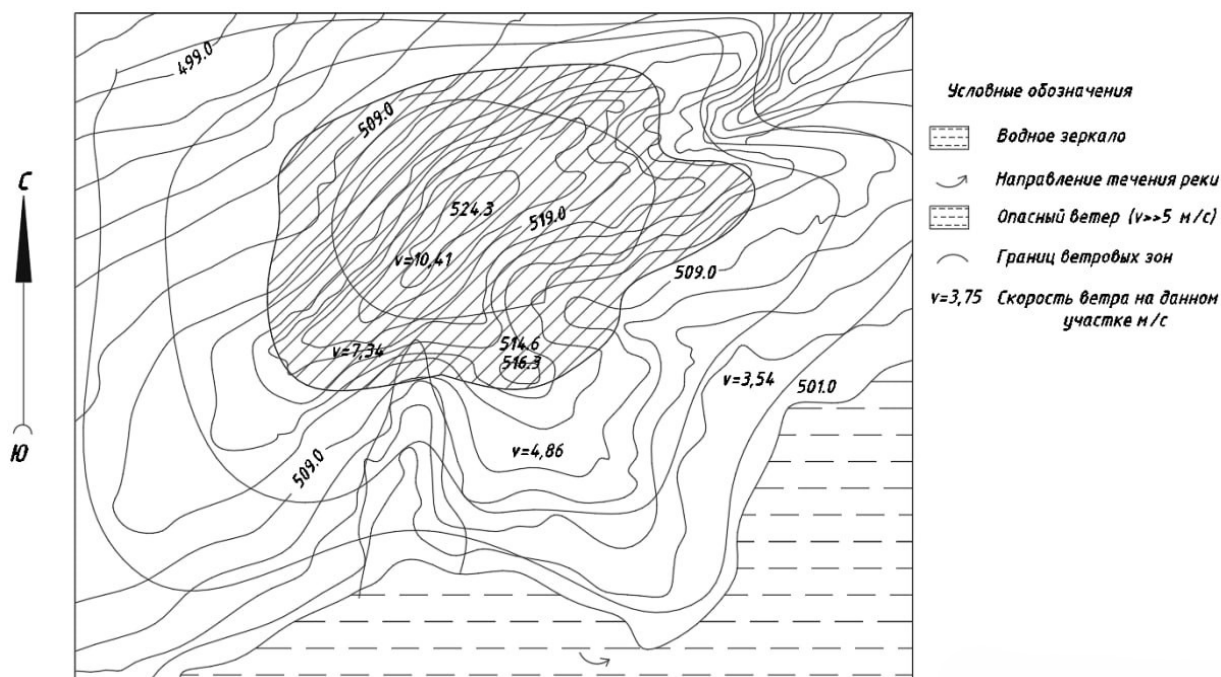 499.0
509.0
524.3
519.0
v=10,41
509.0
514.6
v=7,34
516.3
v=3,54
501.0
v=4,86
509.0
С
Ю
Условные обозначения
Водное зеркало
Направление течения реки
Опасный ветер (v>>5 м/с)
Границ ветровых зон
v=3,75 Скорость ветра на данном
участке м/с